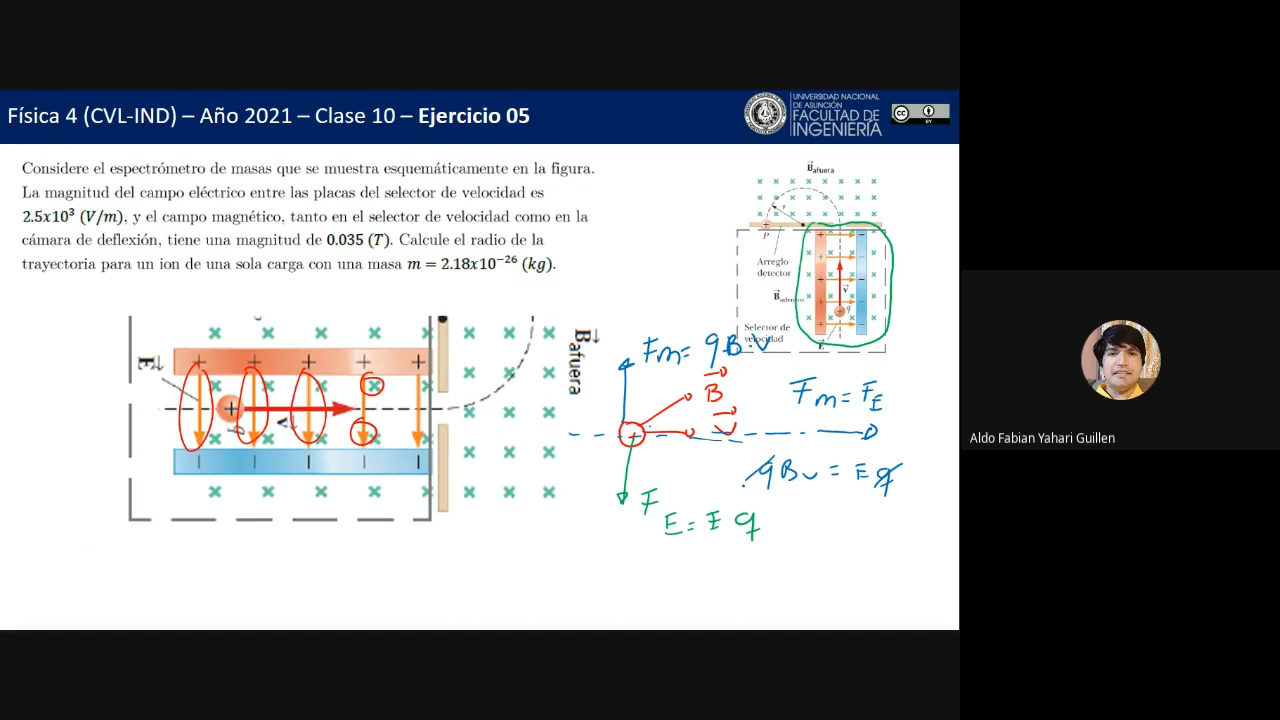 Física 4 (CVL-IND) – Año 2021 – Clase 10 – Ejercicio 05
UNIVERSIDAD NACIONAL
DE ASUNCIÓN
FACULTAD DE
INGENIERÍA
cc
BY
Considere el espectrómetro de masas que se muestra esquemáticamente en la figura.
La magnitud del campo eléctrico entre las placas del selector de velocidad es
2.5x10³ (V/m), y el campo magnético, tanto en el selector de velocidad como en la
cámara de deflexión, tiene una magnitud de 0.035 (T). Calcule el radio de la
trayectoria para un ion de una sola carga con una masa m = 2.18x10⁻²⁶ (kg).
B afuera
r
P
Arreglo
detector
B adentro
v
q
Selector de
velocidad
E
E
q
v
B afuera
Fm = qB.V
B
V
Fm = FE
qBv = Eq
FE = Eq
Aldo Fabian Yahari Guillen